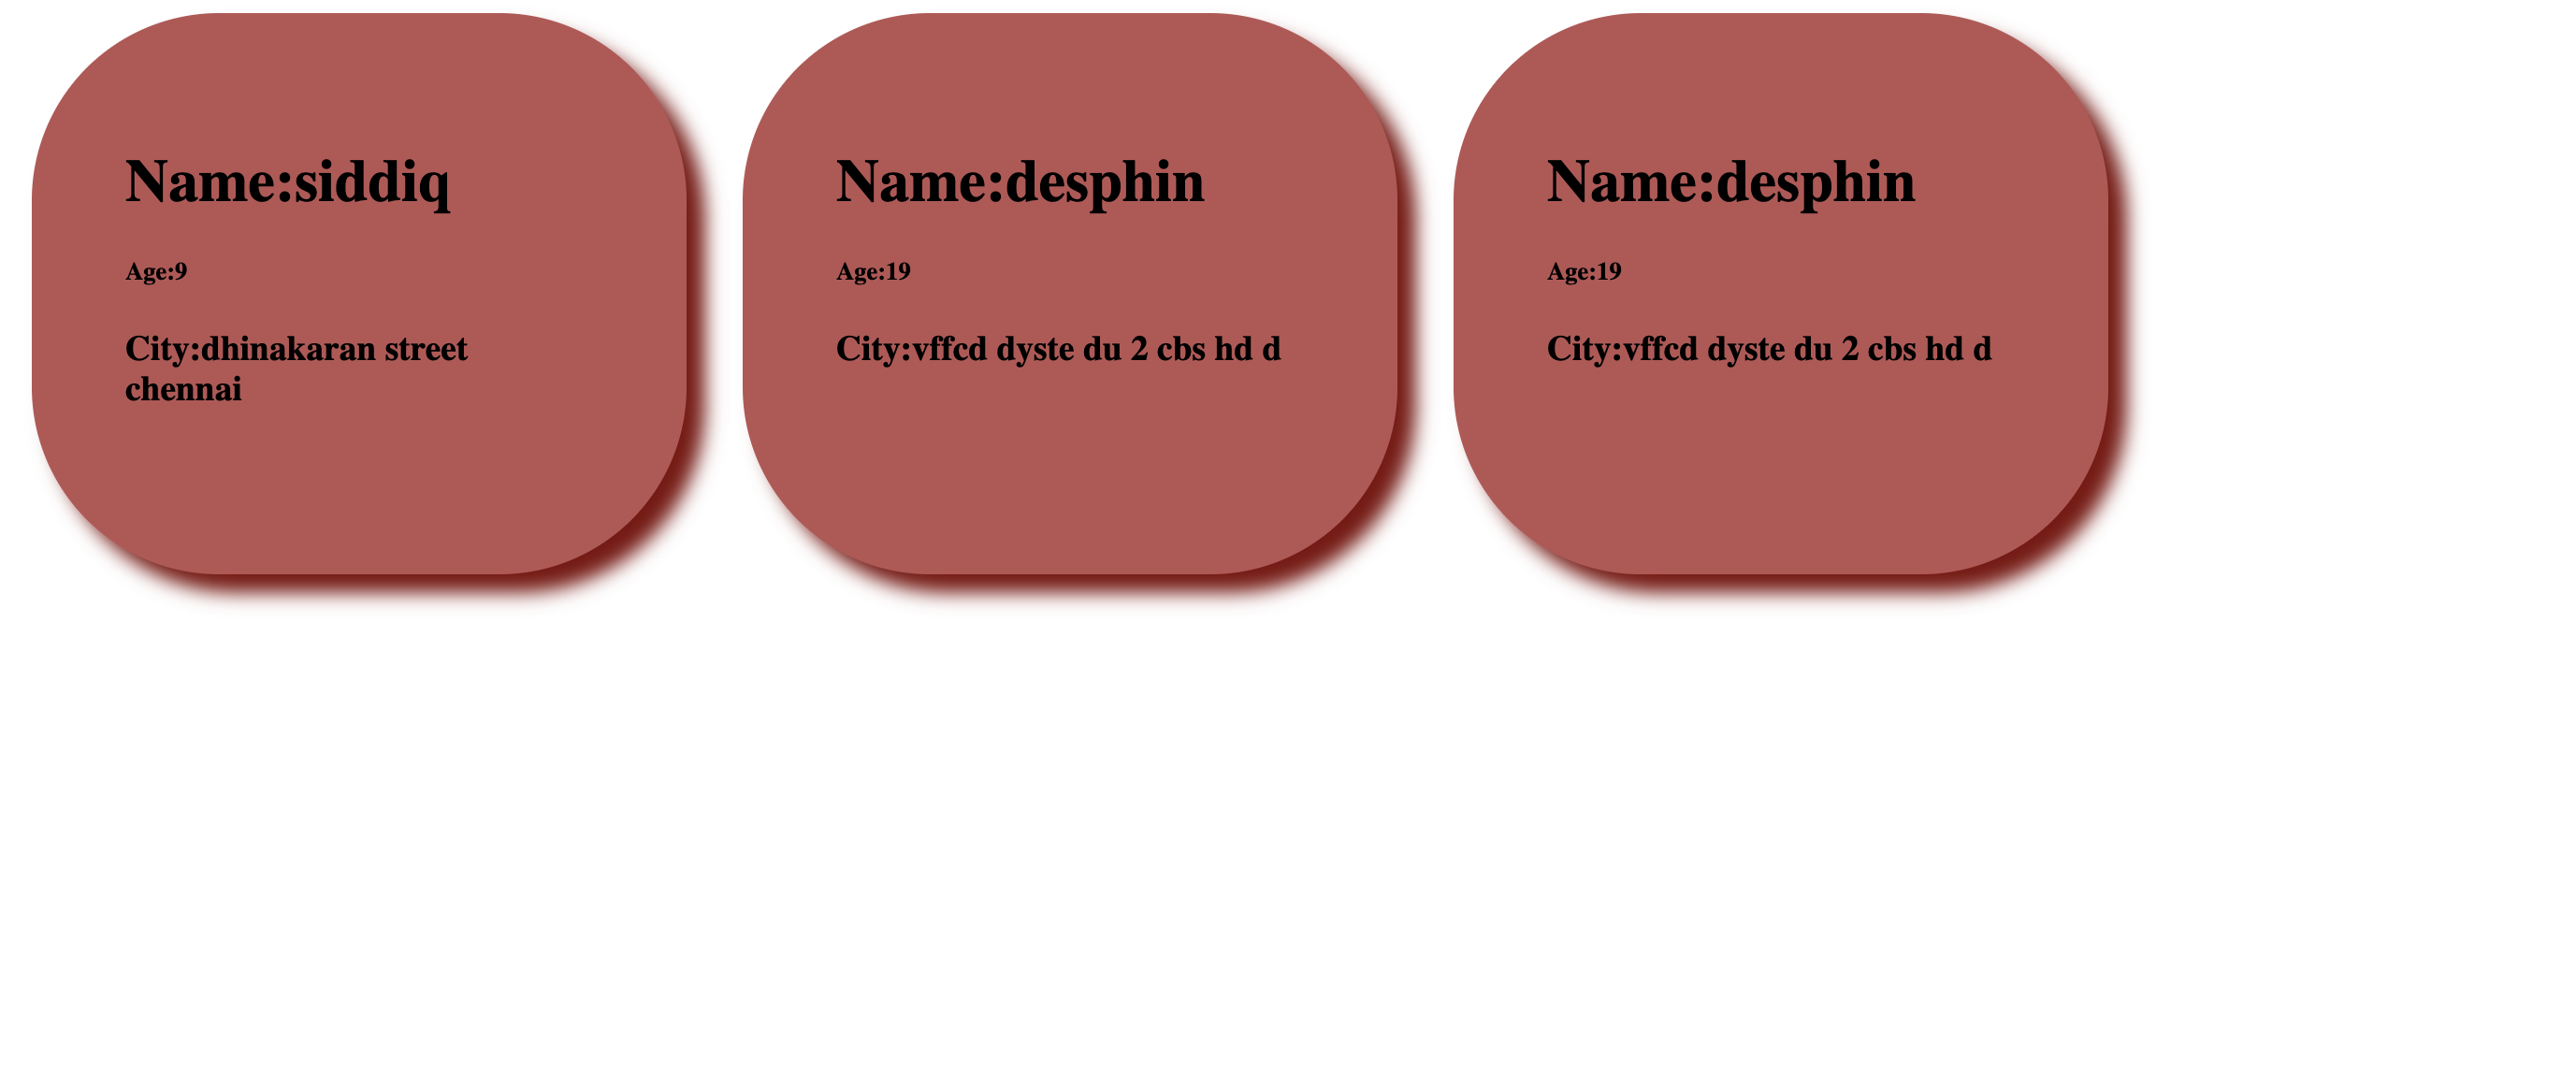 Name:siddiq
Age:9
City:dhinakaran street
chennai
Name:desphin
Age:19
City:vffcd dyste du 2 cbs hd d
Name:desphin
Age:19
City:vffcd dyste du 2 cbs hd d